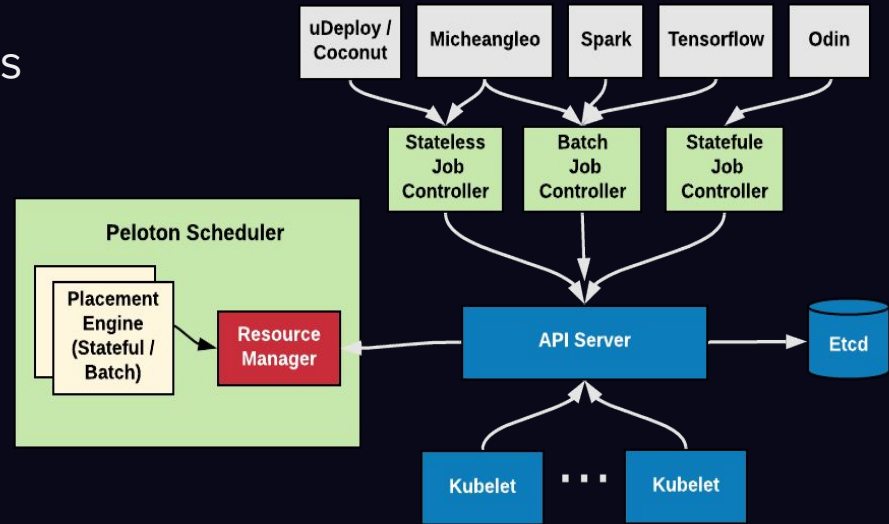 s
uDeploy /
Coconut
Micheangleo
Spark
Tensorflow
Odin
Stateless
Job
Controller
Batch
Job
Controller
Statefule
Job
Controller
Peloton Scheduler
Placement
Engine
(Stateful /
Batch)
Resource
Manager
API Server
Etcd
Kubelet
...
Kubelet